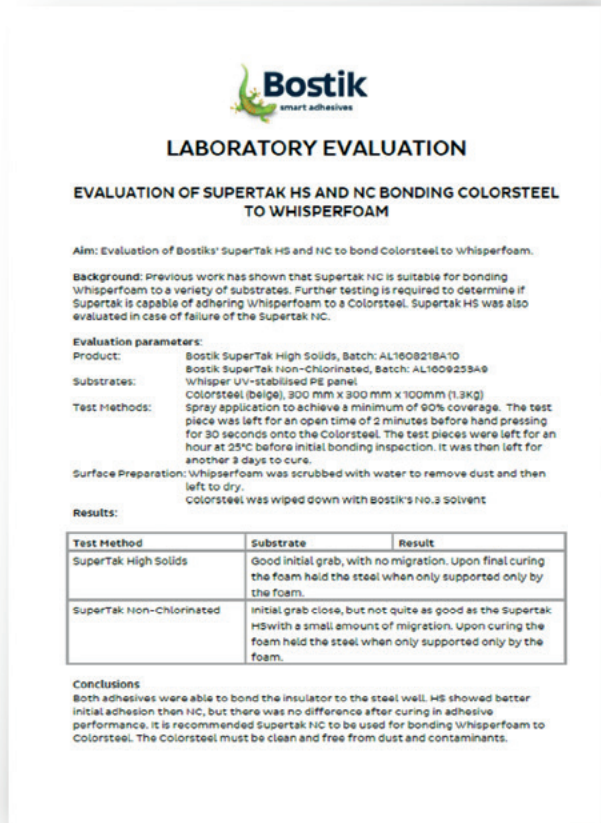 Bostik
smart adhesives
LABORATORY EVALUATION
EVALUATION OF SUPERTAK HS AND NC BONDING COLORSTEEL
TO WHISPERFOAM
Aim: Evaluation of Bostiks' SuperTak HS and NC to bond Colorsteel to Whisperfoam.
Background: Previous work has shown that Supertak NC is suitable for bonding
Whisperfoam to a veriety of substrates. Further testing is required to determine if
Supertak is capable of adhering Whisperfoam to a Colorsteel. Supertak HS was also
evaluated in case of failure of the Supertak NC.
Evaluation parameters:
Product: Bostik SuperTak High Solids, Batch: AL1608218A10
Bostik SuperTak Non-Chlorinated, Batch: AL1609253A9
Substrates: Whisper UV-stabilised PE panel
Colorsteel (beige), 300 mm x 300 mm x 100mm (1.3Kg)
Test Methods: Spray application to achieve a minimum of 90% coverage. The test
piece was left for an open time of 2 minutes before hand pressing
for 30 seconds onto the Colorsteel. The test pieces were left for an
hour at 25°C before initial bonding inspection. It was then left for
another 3 days to cure.
Surface Preparation: Whipserfoam was scrubbed with water to remove dust and then
left to dry.
Colorsteel was wiped down with Bostik's No.3 Solvent
Results:
Test Method Substrate Result
SuperTak High Solids Good initial grab, with no migration. Upon final curing
the foam held the steel when only supported only by
the foam.
SuperTak Non-Chlorinated Initial grab close, but not quite as good as the Supertak
HSwith a small amount of migration. Upon curing the
foam held the steel when only supported only by the
foam.
Conclusions
Both adhesives were able to bond the insulator to the steel well. HS showed better
initial adhesion then NC, but there was no difference after curing in adhesive
performance. It is recommended Supertak NC to be used for bonding Whisperfoam to
Colorsteel. The Colorsteel must be clean and free from dust and contaminants.